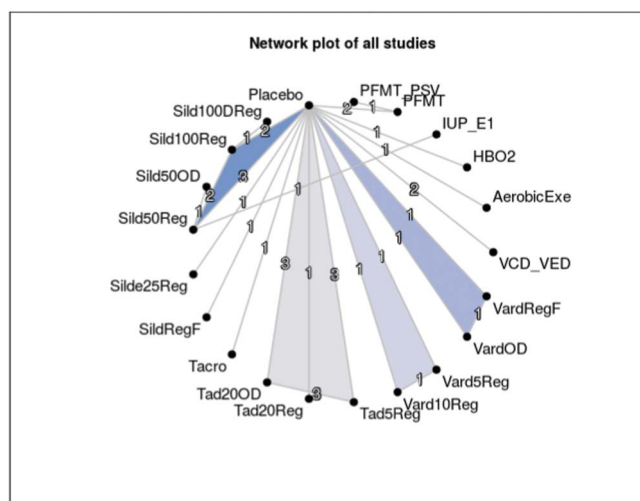 Network plot of all studies
Placebo
PFMT_PSV
PFMT
Sild100DReg
IUP_E1
Sild100Reg
HBO2
Sild50OD
AerobicExe
Sild50Reg
VCD_VED
Silde25Reg
VardRegF
SildRegF
VardOD
Tacro
Vard5Reg
Tad20OD
Vard10Reg
Tad20Reg
Tad5Reg
2
1
1
2
1
1
3
2
1
2
1
1
1
1
1
1
1
3
1
3
1
1
3
1